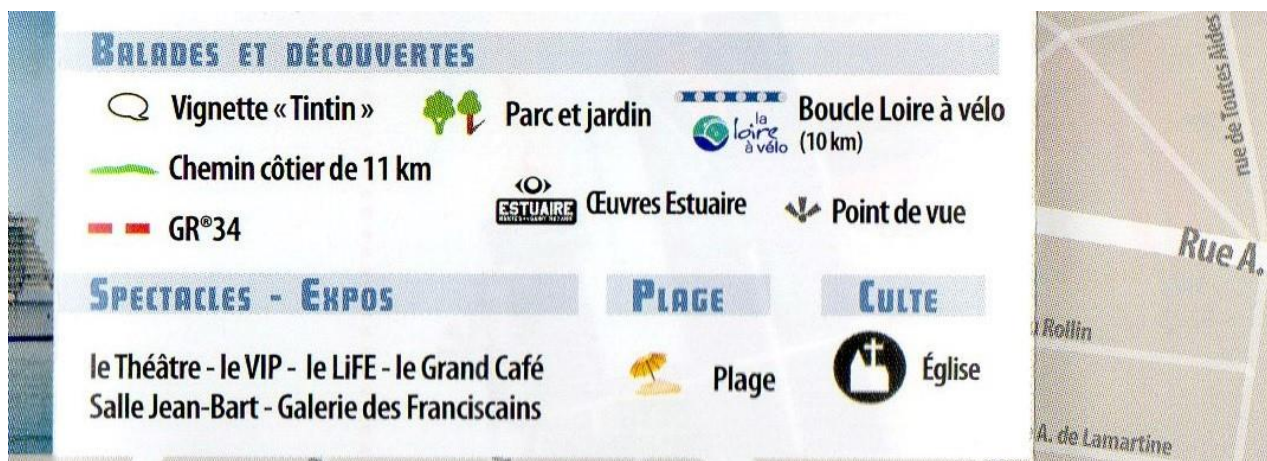 BALADES ET DÉCOUVERTES
Vignette « Tintin »
Parc et jardin
la
loire
à vélo
Boucle Loire à vélo
(10 km)
Chemin côtier de 11 km
ESTUAIRE
Œuvres Estuaire
Point de vue
GR®34
SPECTACLES - EXPOS
PLAGE
CULTE
le Théâtre - le VIP - le LiFE - le Grand Café
Salle Jean-Bart - Galerie des Franciscains
Plage
Église
rue de Toutes Aides
Rue A.
Rollin
A. de Lamartine